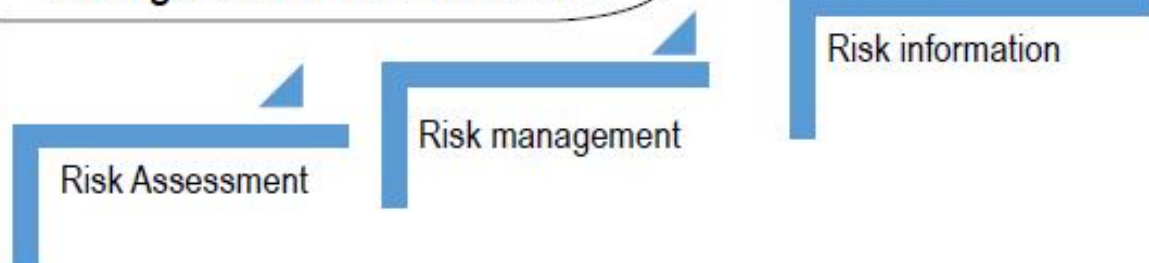 Risk information
Risk management
Risk Assessment